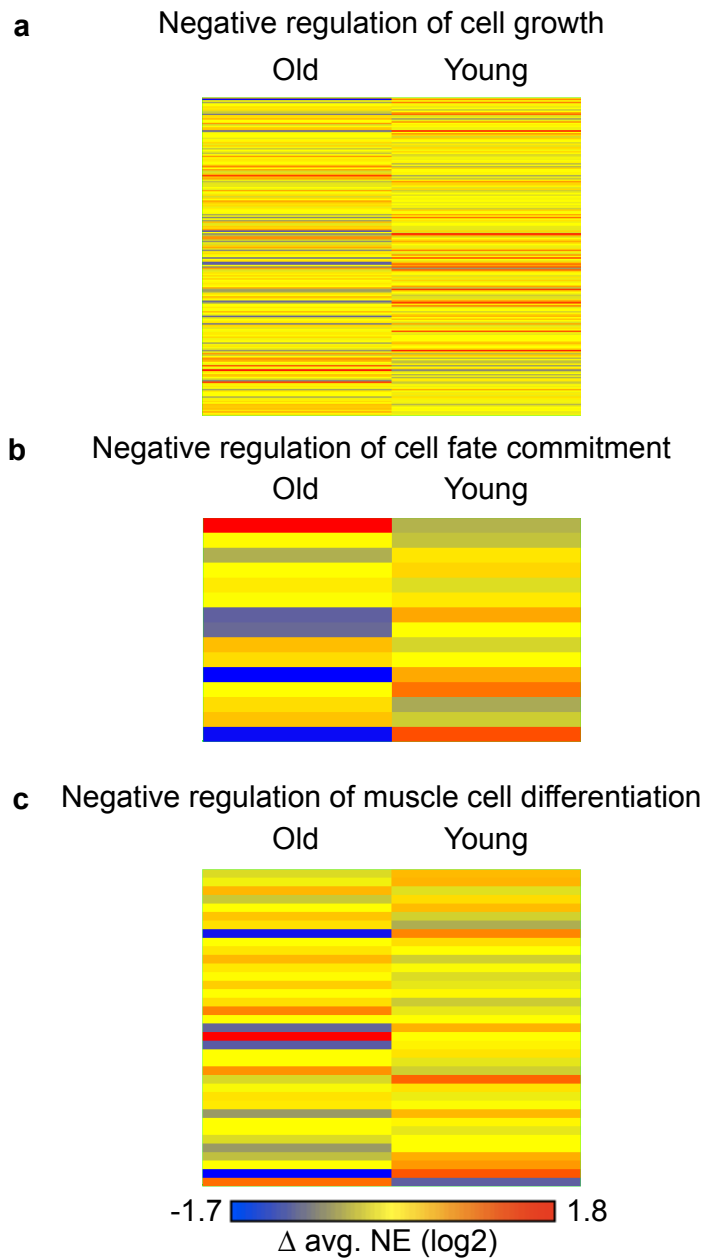 a Negative regulation of cell growth
Old Young
b Negative regulation of cell fate commitment
Old Young
c Negative regulation of muscle cell differentiation
Old Young
-1.7 1.8
Δ avg. NE (log2)